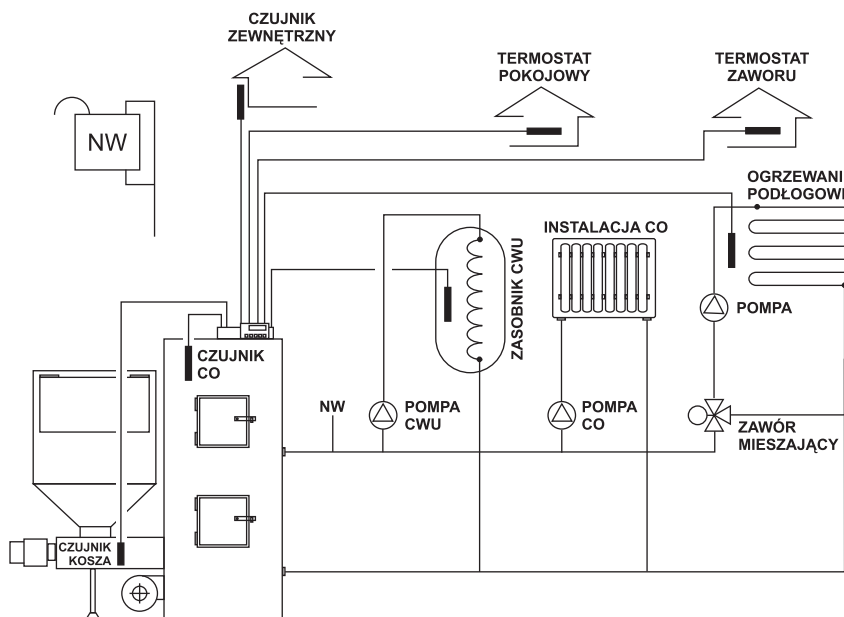 CZUJNIK
ZEWNĘTRZNY
TERMOSTAT
POKOJOWY
TERMOSTAT
ZAWORU
NW
OGRZEWANI
PODŁOGOWE
INSTALACJA CO
ZASOBNIK CWU
POMPA
CZUJNIK
CO
NW
POMPA
CWU
POMPA
CO
ZAWÓR
MIESZAJĄCY
CZUJNIK
KOSZA